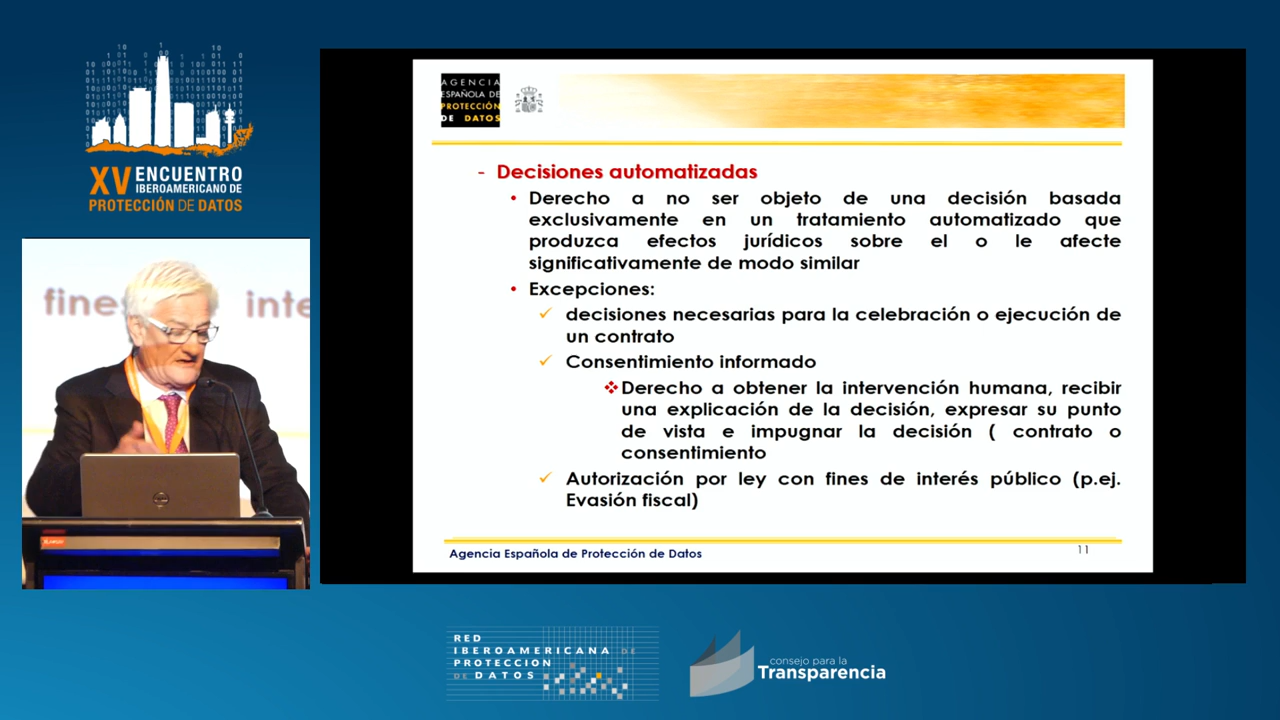 XV ENCUENTRO
IBEROAMERICANO DE
PROTECCIÓN DE DATOS
fines
inte
AGENCIA
ESPAÑOLA DE
PROTECCIÓN
DE DATOS
- Decisiones automatizadas
• Derecho a no ser objeto de una decisión basada
exclusivamente en un tratamiento automatizado que
produzca efectos jurídicos sobre el o le afecte
significativamente de modo similar
• Excepciones:
✓ decisiones necesarias para la celebración o ejecución de
un contrato
✓ Consentimiento informado
❖Derecho a obtener la intervención humana, recibir
una explicación de la decisión, expresar su punto
de vista e impugnar la decisión ( contrato o
consentimiento
✓ Autorización por ley con fines de interés público (p.ej.
Evasión fiscal)
Agencia Española de Protección de Datos
11
RED
IBEROAMERICANA DE
PROTECCION
DE DATOS
consejo para la
Transparencia